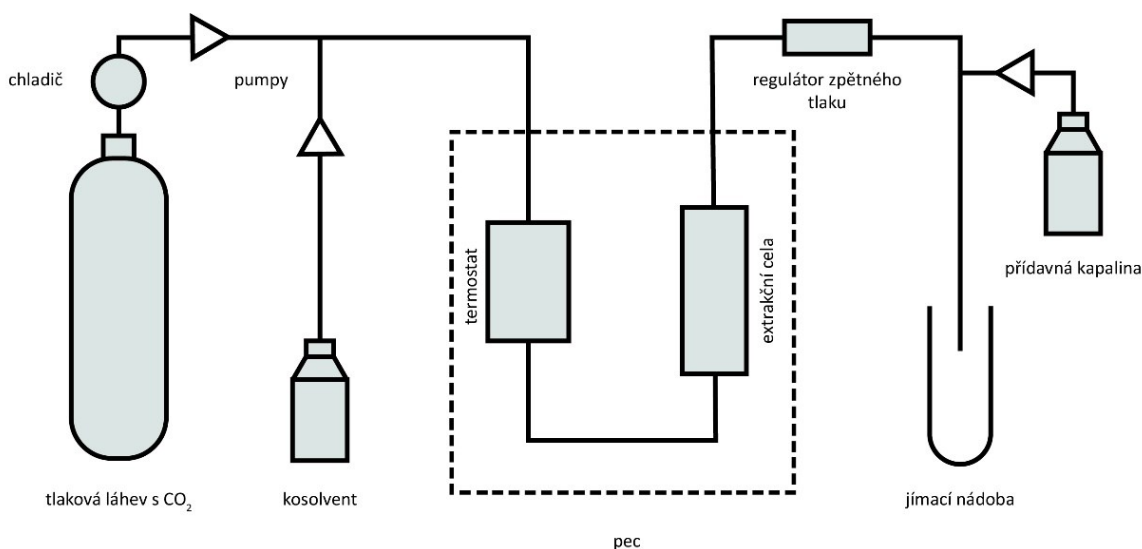 chladič
pumpy
regulátor zpětného
tlaku
termostat
extrakční cela
přídavná kapalina
tlaková láhev s CO₂
kosolvent
jímací nádoba
pec